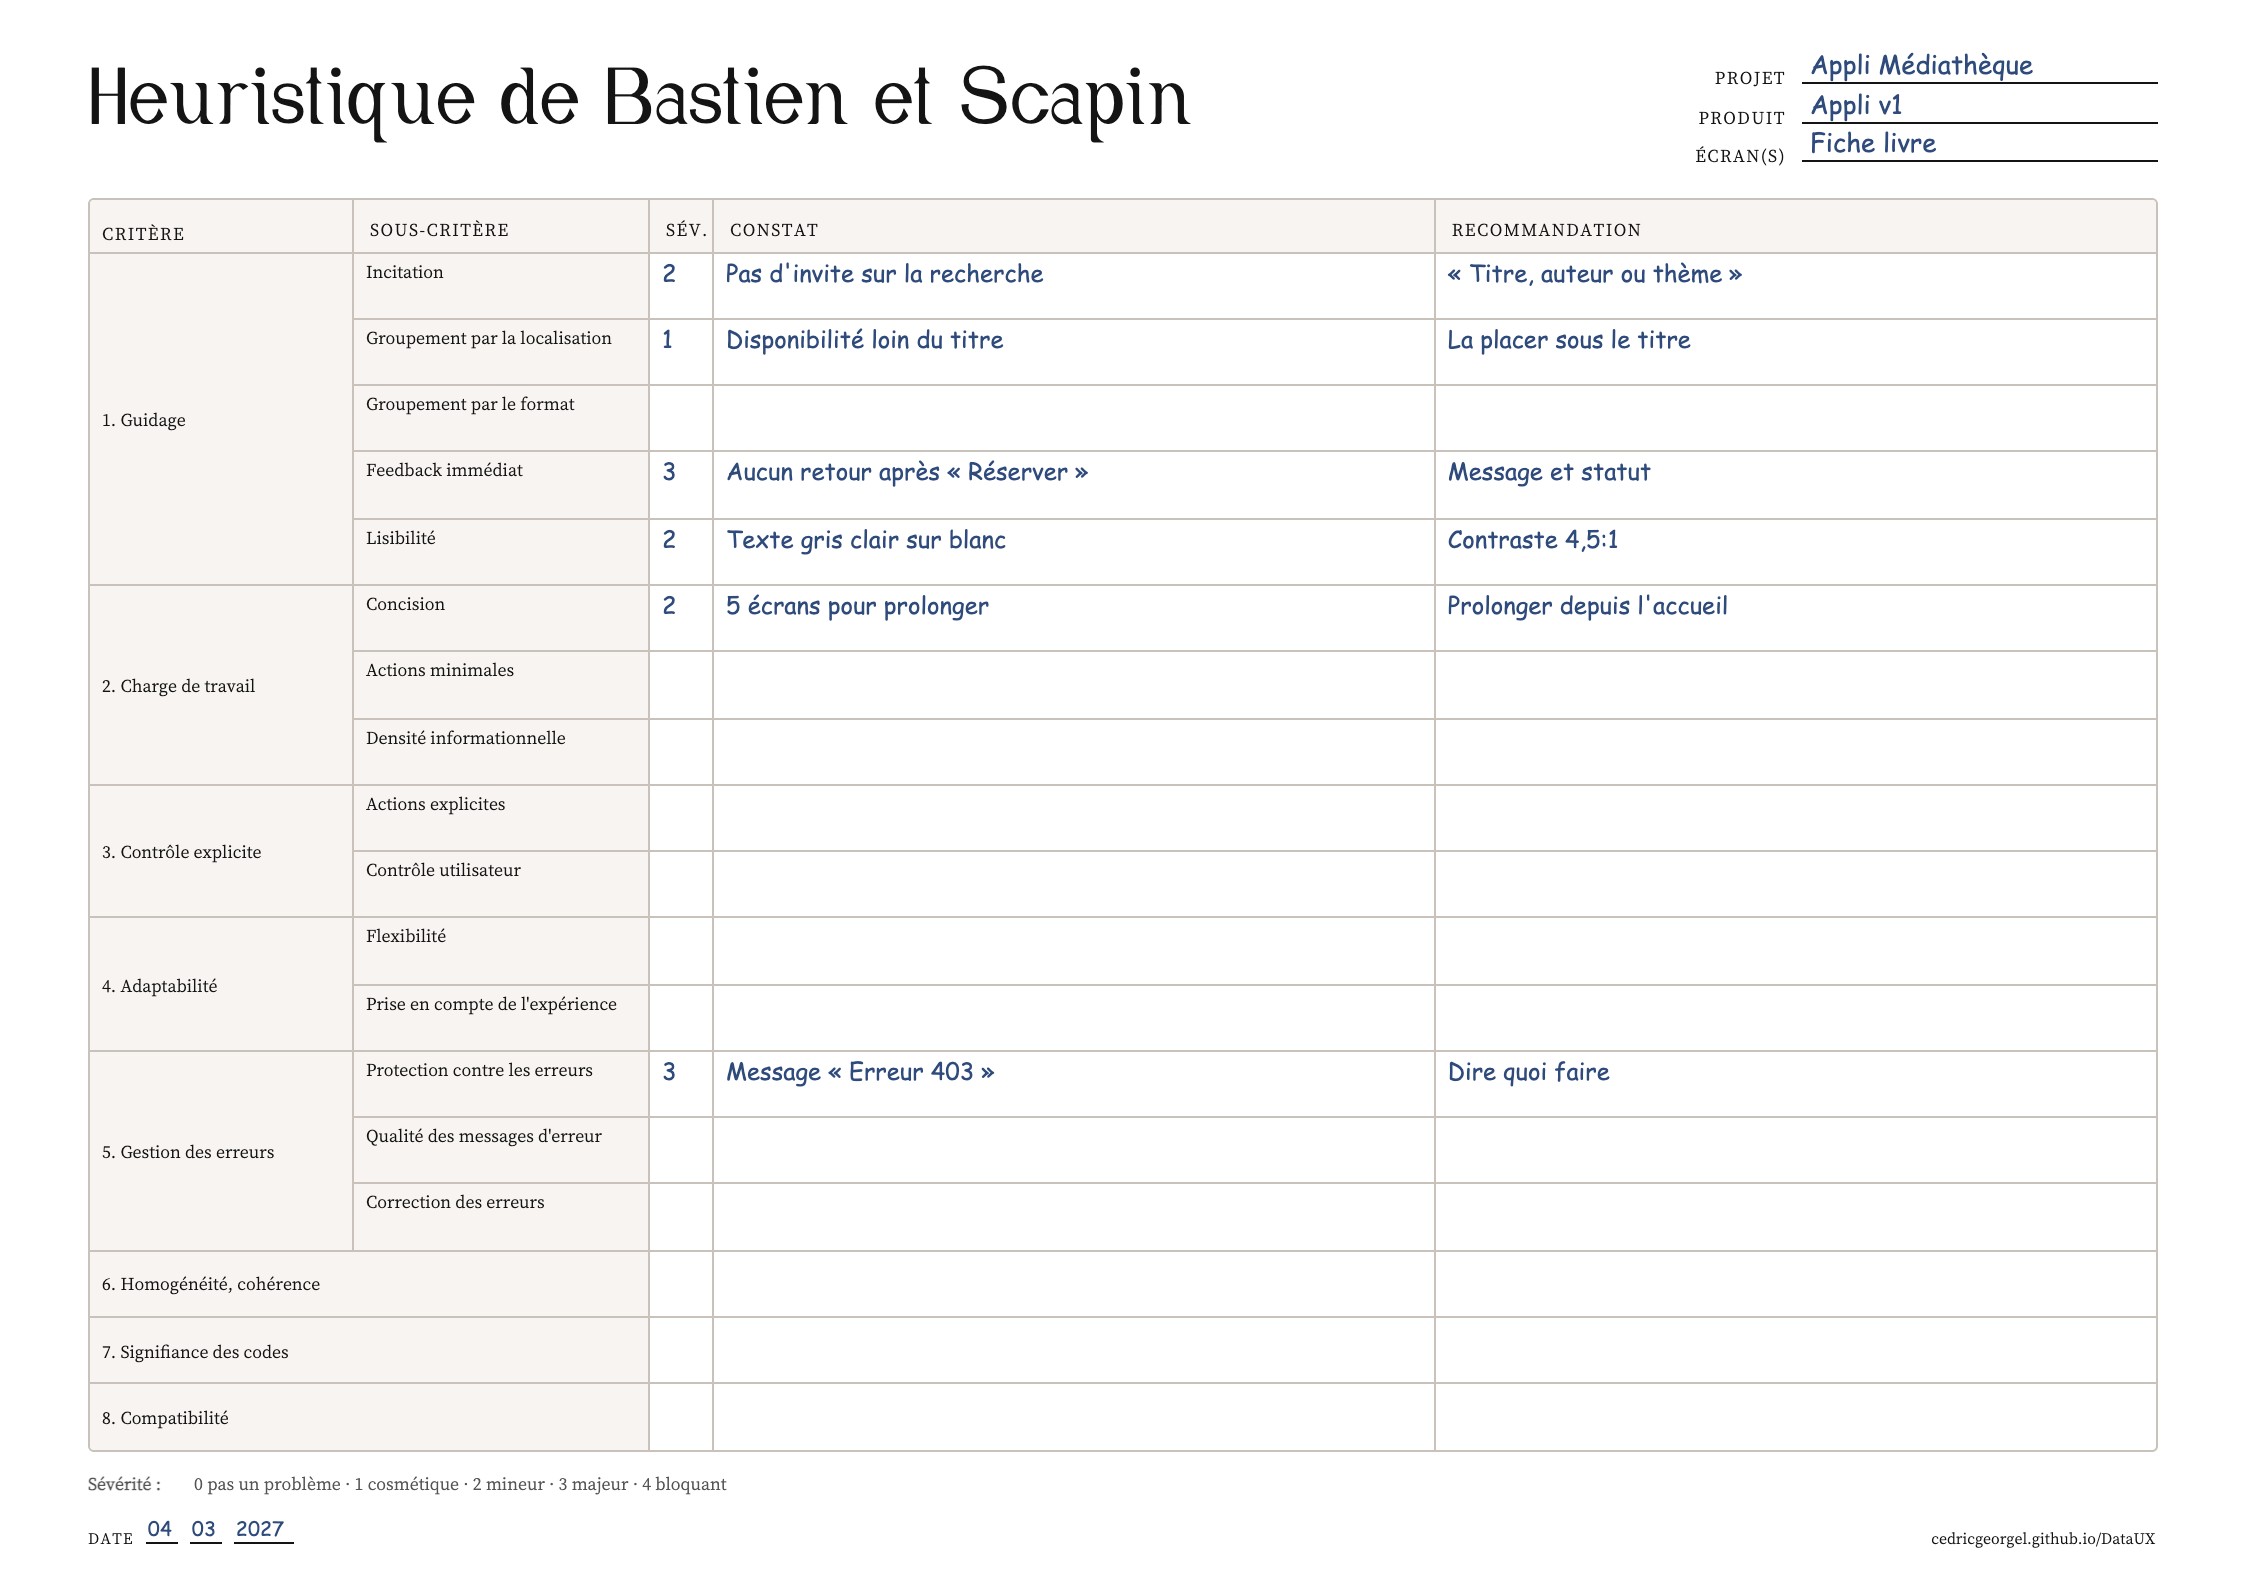 Heuristique de Bastien et Scapin
PROJET Appli Médiathèque
PRODUIT Appli v1
ÉCRAN(S) Fiche livre
CRITÈRE SOUS-CRITÈRE SÉV. CONSTAT RECOMMANDATION
1. Guidage
Incitation 2 Pas d'invite sur la recherche « Titre, auteur ou thème »
Groupement par la localisation 1 Disponibilité loin du titre La placer sous le titre
Groupement par le format
Feedback immédiat 3 Aucun retour après « Réserver » Message et statut
Lisibilité 2 Texte gris clair sur blanc Contraste 4,5:1
2. Charge de travail
Concision 2 5 écrans pour prolonger Prolonger depuis l'accueil
Actions minimales
Densité informationnelle
3. Contrôle explicite
Actions explicites
Contrôle utilisateur
4. Adaptabilité
Flexibilité
Prise en compte de l'expérience
5. Gestion des erreurs
Protection contre les erreurs 3 Message « Erreur 403 » Dire quoi faire
Qualité des messages d'erreur
Correction des erreurs
6. Homogénéité, cohérence
7. Signifiance des codes
8. Compatibilité
Sévérité : 0 pas un problème · 1 cosmétique · 2 mineur · 3 majeur · 4 bloquant
DATE 04 03 2027
cedricgeorgel.github.io/DataUX